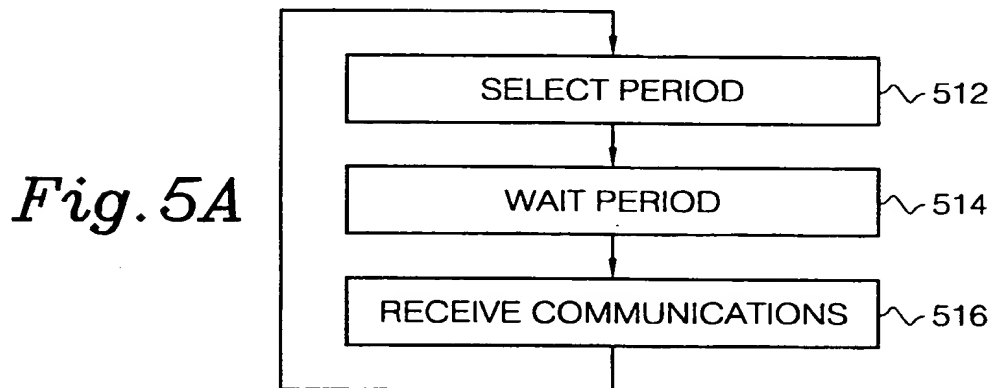 SELECT PERIOD 512
Fig. 5A
WAIT PERIOD 514
RECEIVE COMMUNICATIONS 516